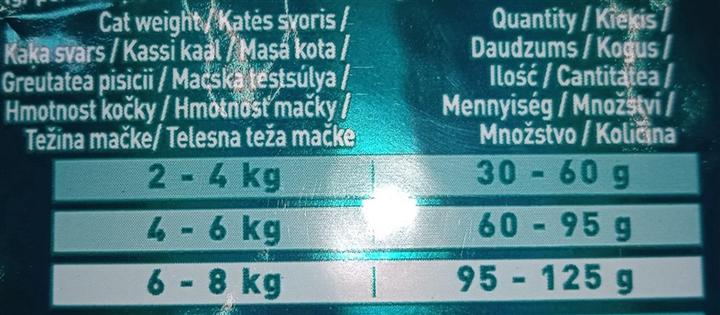 Cat weight / Katės svoris / Quantity / Kiekis /
Kaķa svars / Kassi kaal / Masa kota / Daudzums / Kogus /
Greutatea pisicii / Macska testsúlya / Ilość / Cantitatea /
Hmotnost kočky / Hmotnosť mačky / Mennyiség / Množství /
Težina mačke/ Telesna teža mačke Množstvo / Količina
2 - 4 kg 30 - 60 g
4 - 6 kg 60 - 95 g
6 - 8 kg 95 - 125 g